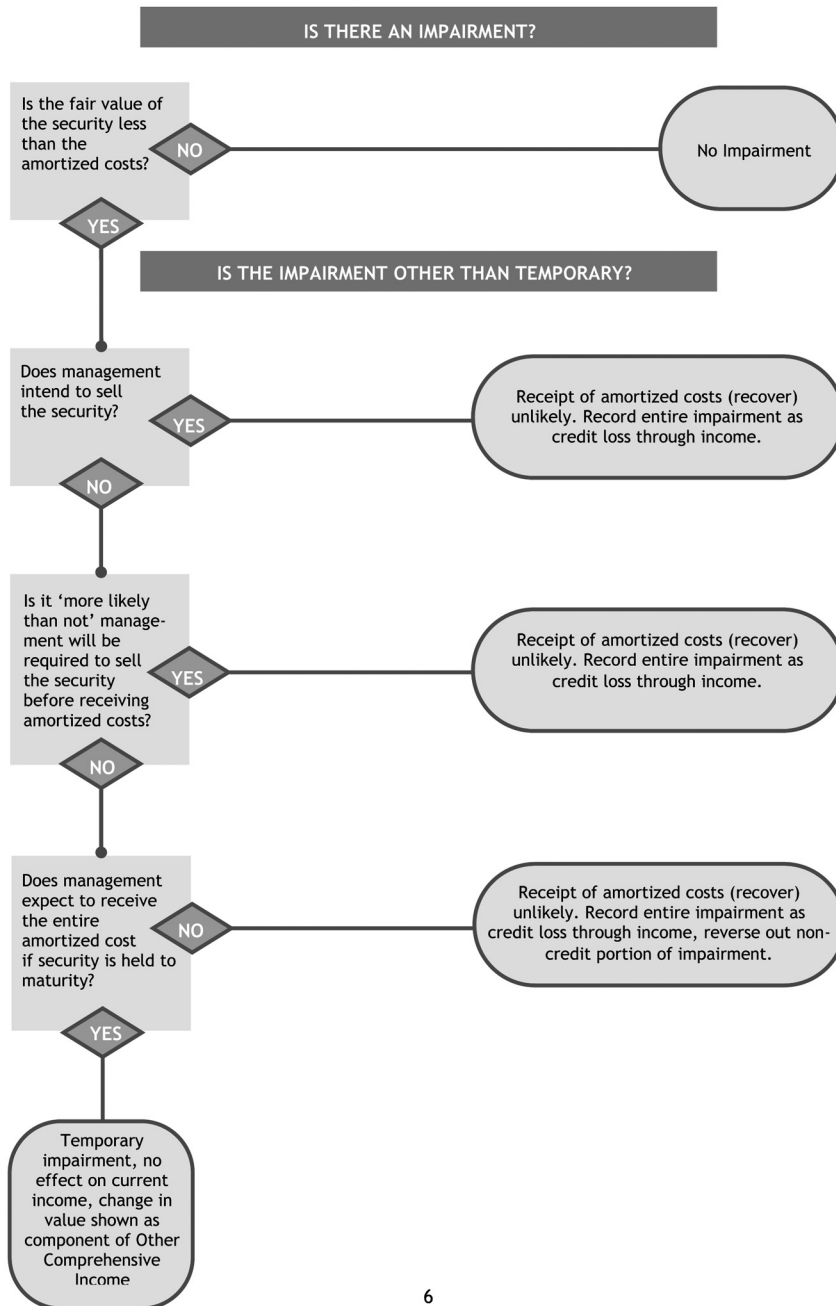 IS THERE AN IMPAIRMENT?
Is the fair value of
the security less
than the
amortized costs?
NO
No Impairment
YES
IS THE IMPAIRMENT OTHER THAN TEMPORARY?
Does management
intend to sell
the security?
YES
Receipt of amortized costs (recover)
unlikely. Record entire impairment as
credit loss through income.
NO
Is it ‘more likely
than not’ manage-
ment will be
required to sell
the security
before receiving
amortized costs?
YES
Receipt of amortized costs (recover)
unlikely. Record entire impairment as
credit loss through income.
NO
Does management
expect to receive
the entire
amortized cost
if security is held to
maturity?
NO
Receipt of amortized costs (recover)
unlikely. Record entire impairment as
credit loss through income, reverse out non-
credit portion of impairment.
YES
Temporary
impairment, no
effect on current
income, change in
value shown as
component of Other
Comprehensive
Income
6